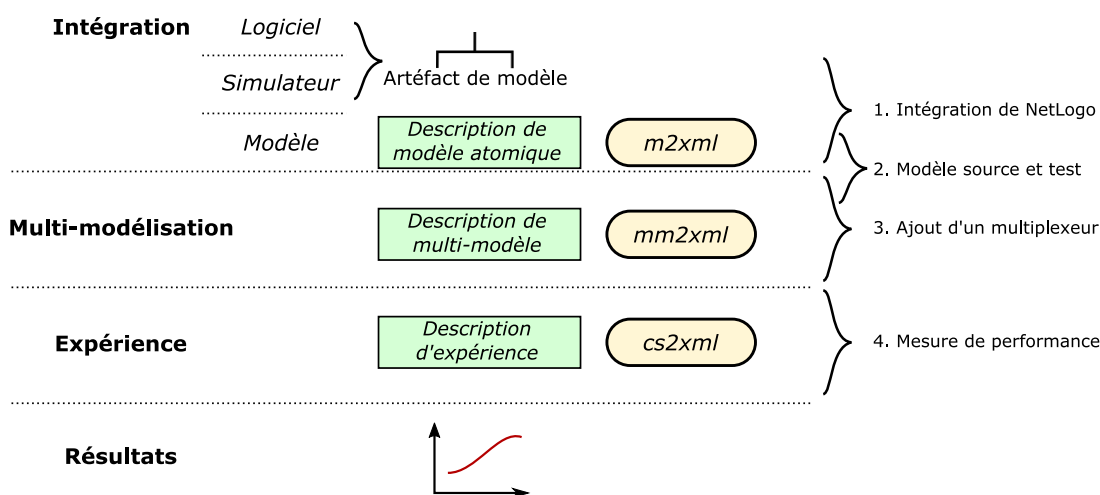 Intégration
Logiciel
Simulateur
Modèle
Artéfact de modèle
Description de
modèle atomique
m2xml
1. Intégration de NetLogo
2. Modèle source et test
Multi-modélisation
Description de
multi-modèle
mm2xml
3. Ajout d'un multiplexeur
Expérience
Description
d'expérience
cs2xml
4. Mesure de performance
Résultats